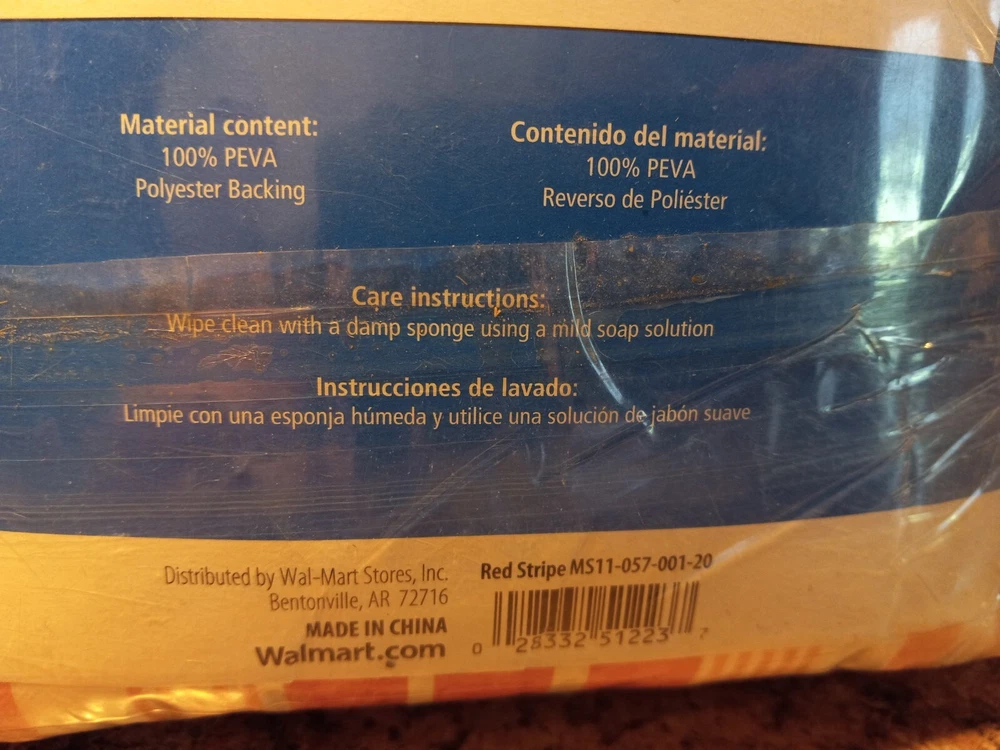 Material content:
100% PEVA
Polyester Backing
Contenido del material:
100% PEVA
Reverso de Poliéster
Care instructions:
Wipe clean with a damp sponge using a mild soap solution
Instrucciones de lavado:
Limpie con una esponja húmeda y utilice una solución de jabón suave
Distributed by Wal-Mart Stores, Inc.
Bentonville, AR 72716
MADE IN CHINA
Walmart.com
Red Stripe MS11-057-001-20
0 28332 51223 7